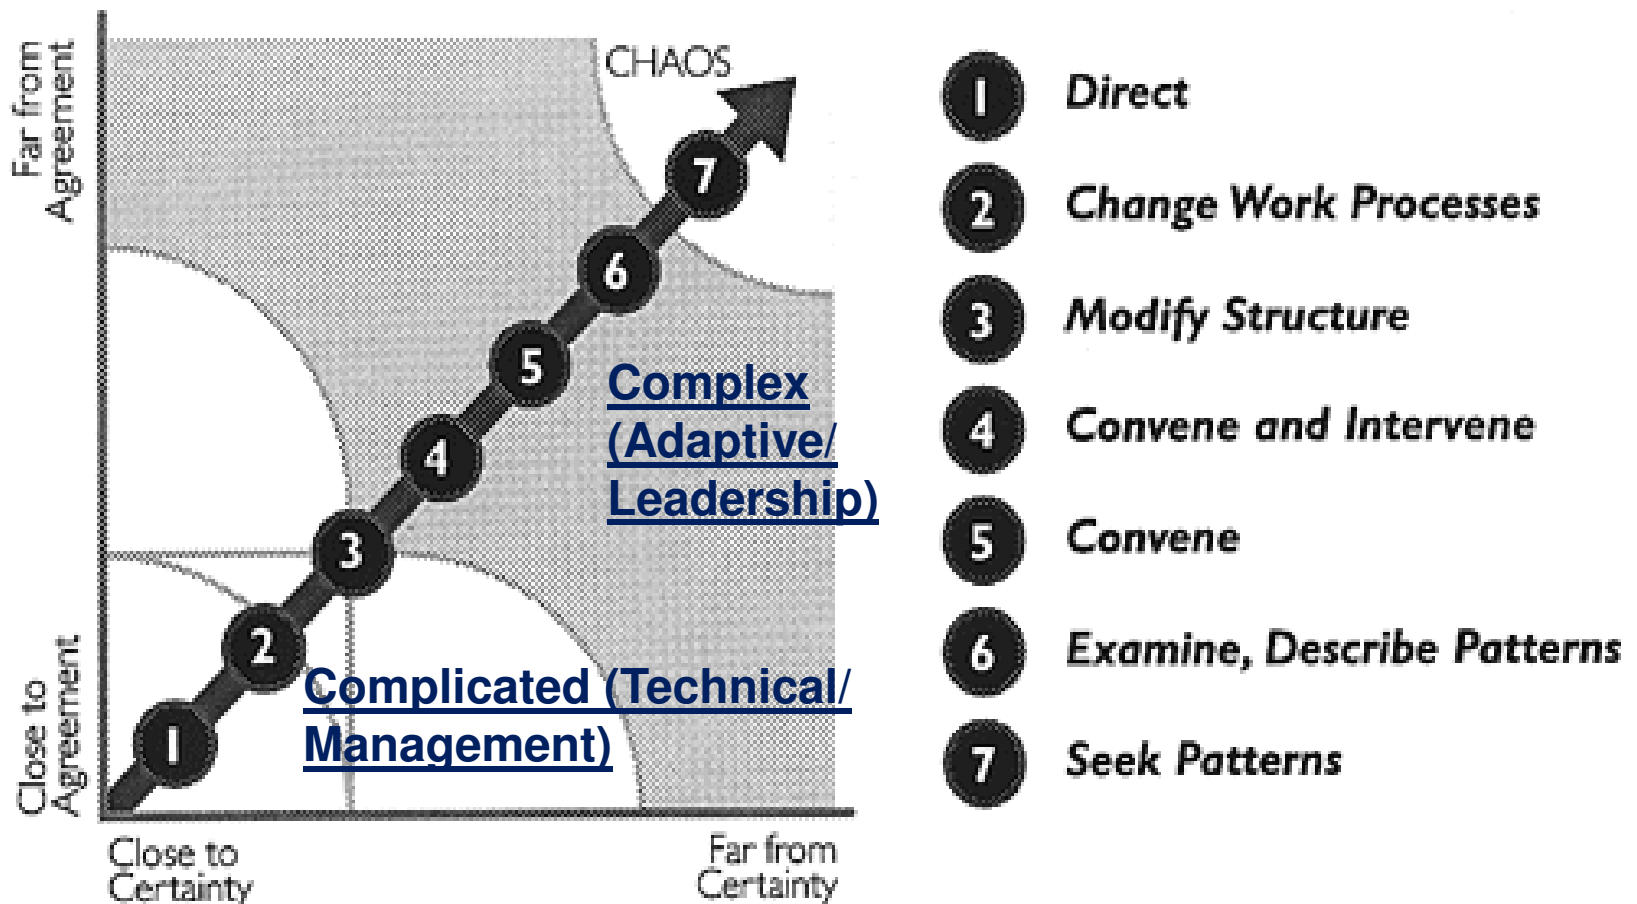 Far from
Agreement
CHAOS
7
6
5
4
3
2
1
Complex
(Adaptive/
Leadership)
Complicated (Technical/
Management)
Close to
Agreement
Close to
Certainty
Far from
Certainty
1 Direct
2 Change Work Processes
3 Modify Structure
4 Convene and Intervene
5 Convene
6 Examine, Describe Patterns
7 Seek Patterns